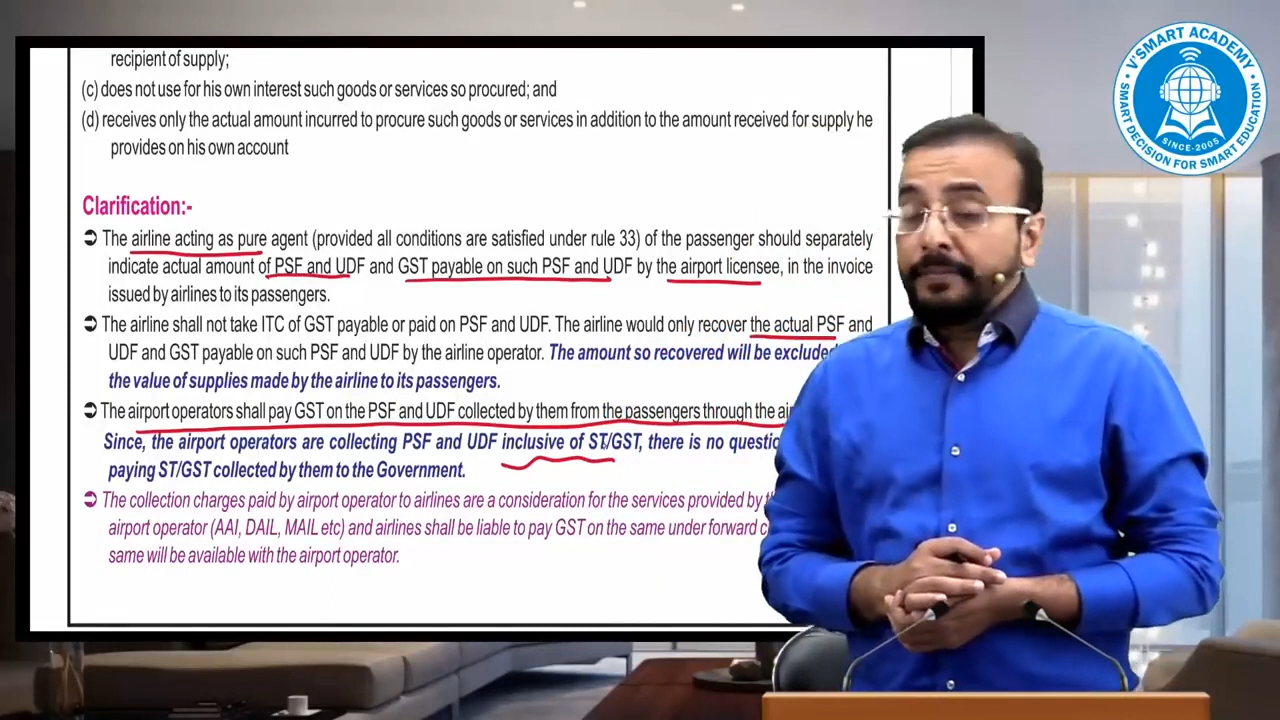 recipient of supply;
(c) does not use for his own interest such goods or services so procured; and
(d) receives only the actual amount incurred to procure such goods or services in addition to the amount received for supply he
provides on his own account
Clarification:-
➲ The airline acting as pure agent (provided all conditions are satisfied under rule 33) of the passenger should separately
indicate actual amount of PSF and UDF and GST payable on such PSF and UDF by the airport licensee, in the invoice
issued by airlines to its passengers.
➲ The airline shall not take ITC of GST payable or paid on PSF and UDF. The airline would only recover the actual PSF and
UDF and GST payable on such PSF and UDF by the airline operator. The amount so recovered will be excluded
the value of supplies made by the airline to its passengers.
➲ The airport operators shall pay GST on the PSF and UDF collected by them from the passengers through the
Since, the airport operators are collecting PSF and UDF inclusive of ST/GST, there is no
paying ST/GST collected by them to the Government.
➲ The collection charges paid by airport operator to airlines are a consideration for the services provided by
airport operator (AAI, DAIL, MAIL etc) and airlines shall be liable to pay GST on the same under forward
same will be available with the airport operator.
V'SMART ACADEMY
SINCE-2005
SMART DECISION FOR SMART EDUCATION